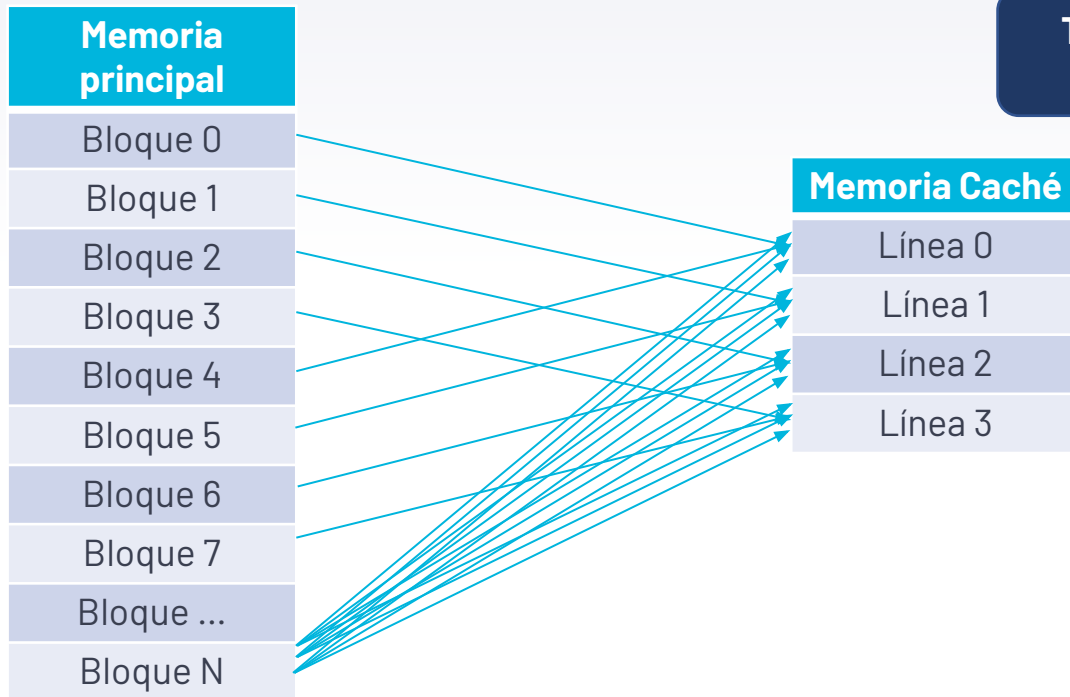 Memoria
principal
Bloque 0
Bloque 1
Bloque 2
Bloque 3
Bloque 4
Bloque 5
Bloque 6
Bloque 7
Bloque ...
Bloque N
Memoria Caché
Línea 0
Línea 1
Línea 2
Línea 3